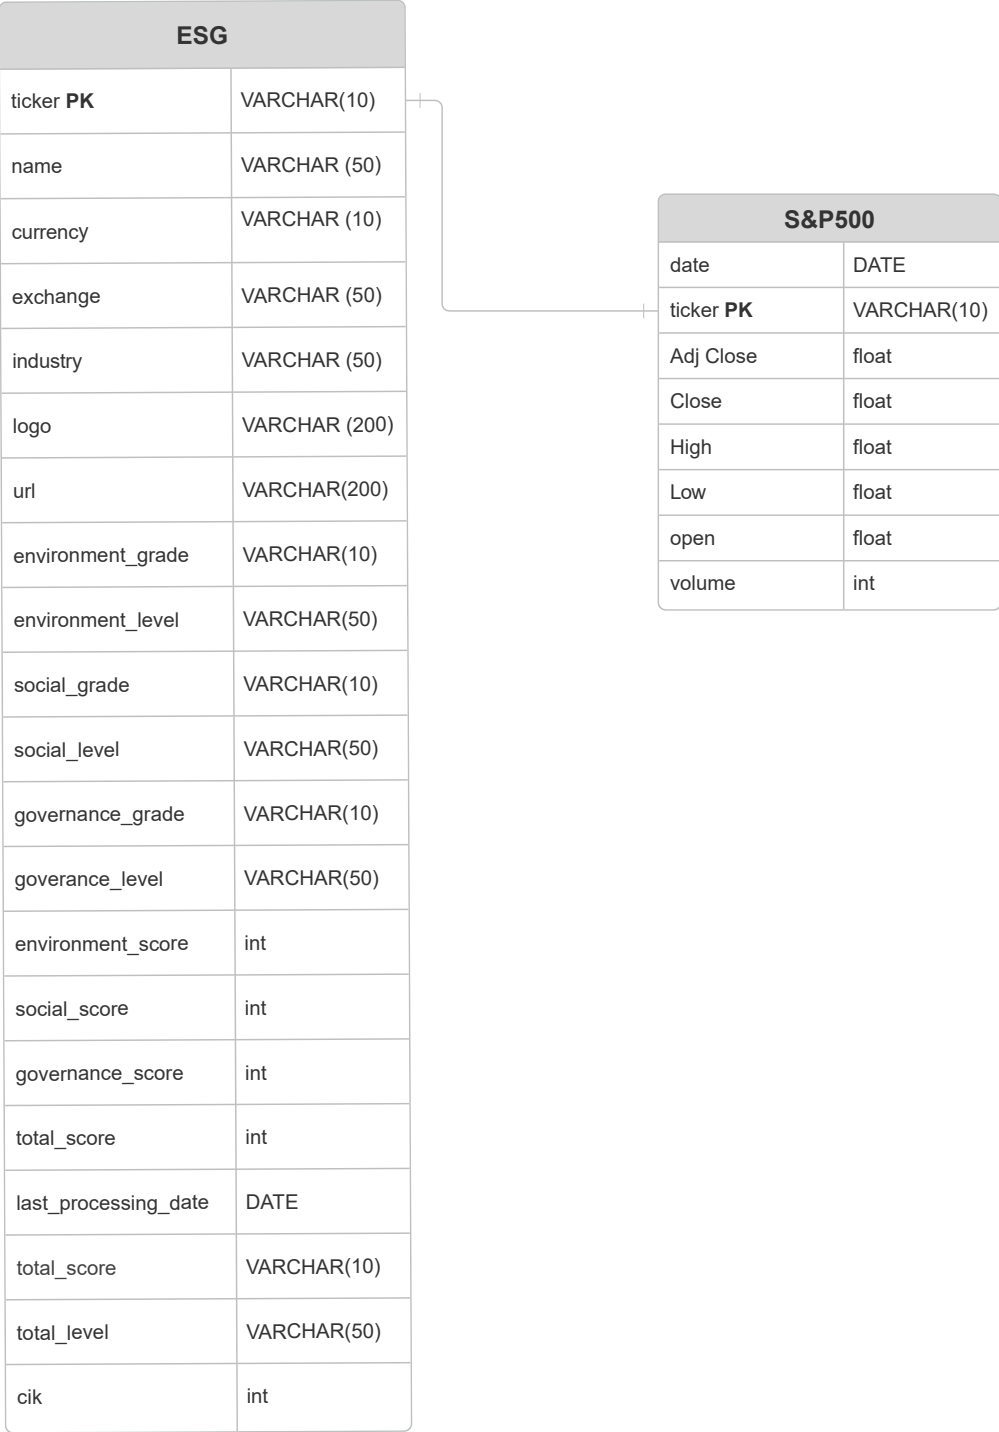 ESG
ticker PK VARCHAR(10)
name VARCHAR (50)
currency VARCHAR (10)
exchange VARCHAR (50)
industry VARCHAR (50)
logo VARCHAR (200)
url VARCHAR(200)
environment_grade VARCHAR(10)
environment_level VARCHAR(50)
social_grade VARCHAR(10)
social_level VARCHAR(50)
governance_grade VARCHAR(10)
goverance_level VARCHAR(50)
environment_score int
social_score int
governance_score int
total_score int
last_processing_date DATE
total_score VARCHAR(10)
total_level VARCHAR(50)
cik int
S&P500
date DATE
ticker PK VARCHAR(10)
Adj Close float
Close float
High float
Low float
open float
volume int